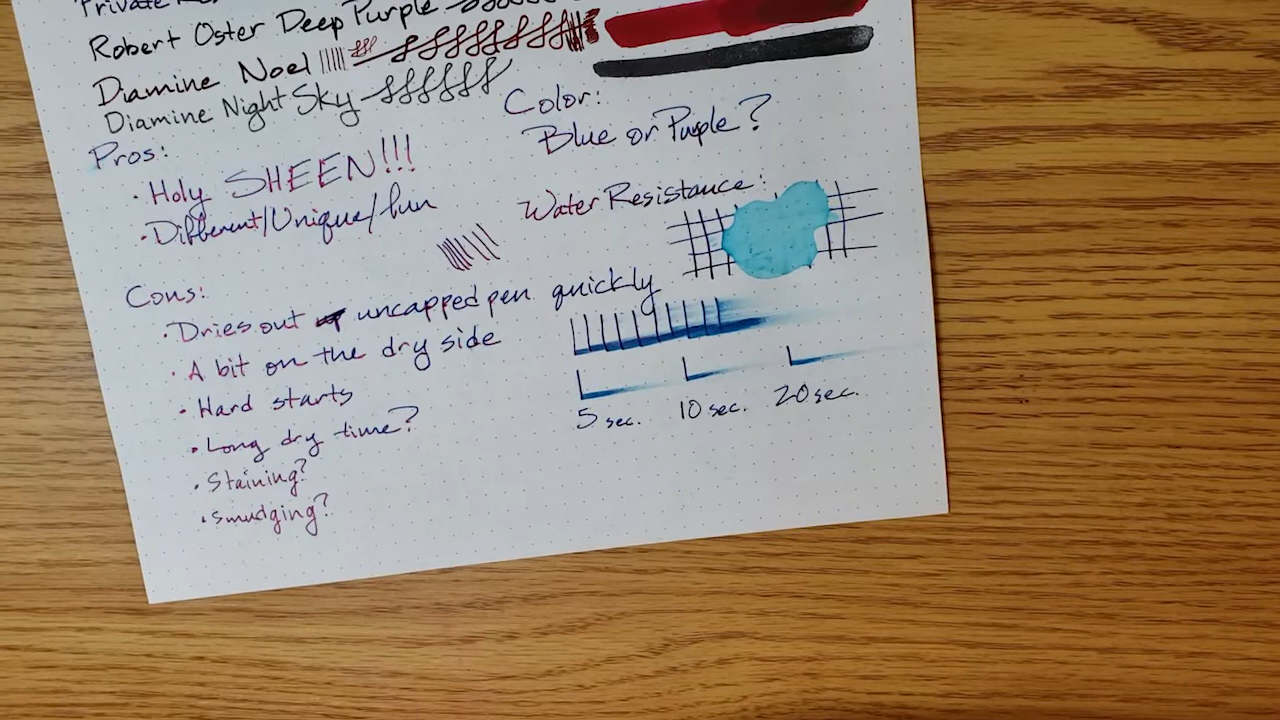 Private
Robert Oster Deep Purple
Diamine Noel
Diamine Night Sky
Pros:
· Holy SHEEN!!!
· Different/Unique/fun
Cons:
· Dries out uncapped pen quickly
· A bit on the dry side
· Hard starts
· Long dry time?
· Staining?
· Smudging?
Color:
Blue or Purple?
Water Resistance:
5 sec. 10 sec. 20 sec.